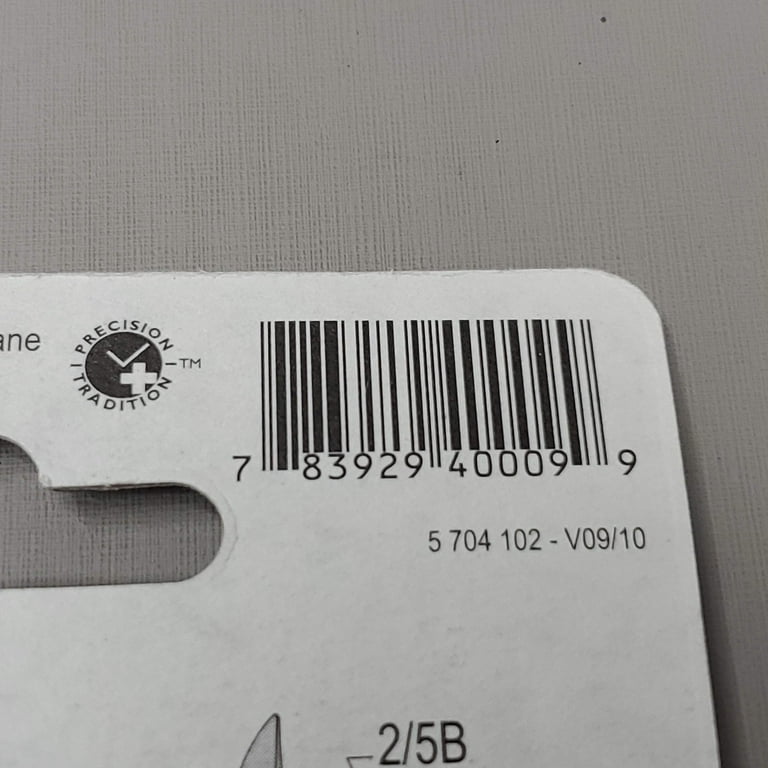 ane
PRECISION
TRADITION
TM
7 83929 40009 9
5 704 102 - V09/10
2/5B